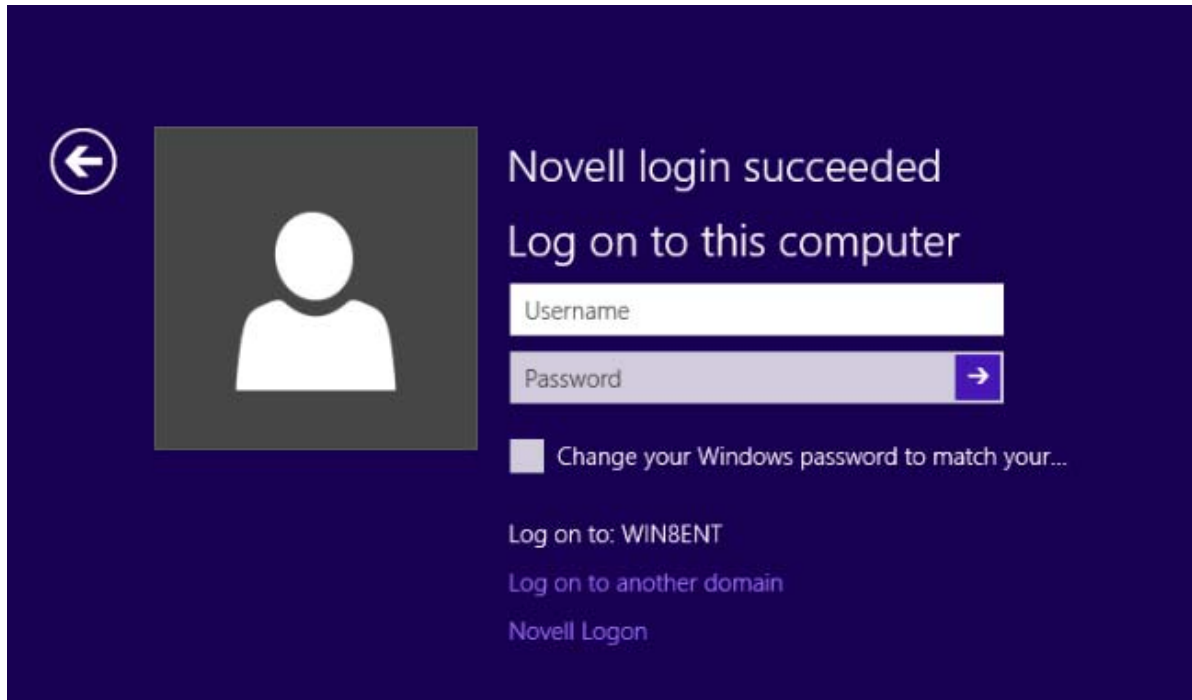 Novell login succeeded
Log on to this computer
Username
Password
Change your Windows password to match your...
Log on to: WIN8ENT
Log on to another domain
Novell Logon